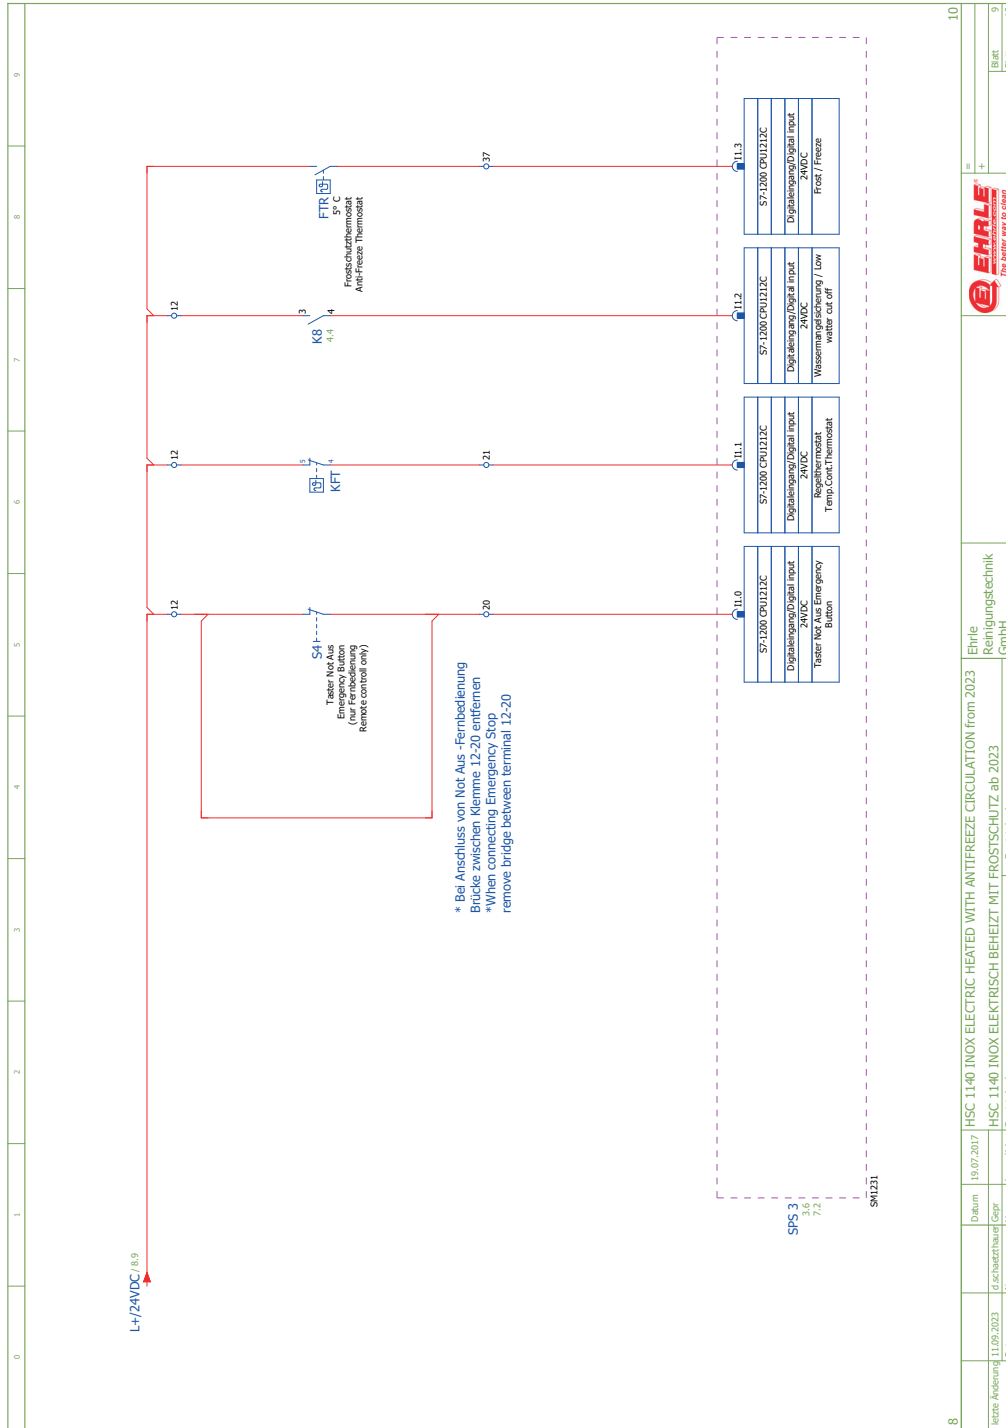 0
1
2
3
4
5
6
7
8
9
L+/24VDC / 8.9
12
12
12
S4
Taster Not Aus
Emergency Button
(nur Fernbedienung
Remote controll only)
5
4
KFT
3
4
K8
4.4
FTR
5° C
Frostschutzthermostat
Anti-Freeze Thermostat
20
21
37
* Bei Anschluss von Not Aus -Fernbedienung
Brücke zwischen Klemme 12-20 entfernen
*When connecting Emergency Stop
remove bridge between terminal 12-20
SPS 3
3.6
7.2
SM1231
I1.0
S7-1200 CPU1212C
Digitaleingang/Digital input
24VDC
Taster Not Aus Emergency
Button
I1.1
S7-1200 CPU1212C
Digitaleingang/Digital input
24VDC
Regelthermostat
Temp.Cont.Thermostat
I1.2
S7-1200 CPU1212C
Digitaleingang/Digital input
24VDC
Wassermangelsicherung / Low
watter cut off
I1.3
S7-1200 CPU1212C
Digitaleingang/Digital input
24VDC
Frost / Freeze
8
10
letzte Änderung
11.09.2023
d.schaetzthauer
Datum
19.07.2017
Gepr
HSC 1140 INOX ELECTRIC HEATED WITH ANTIFREEZE CIRCULATION from 2023
HSC 1140 INOX ELEKTRISCH BEHEIZT MIT FROSTSCHUTZ ab 2023
Ehrle
Reinigungstechnik
GmbH
EHRLE
The better way to clean
=
+
Blatt
9